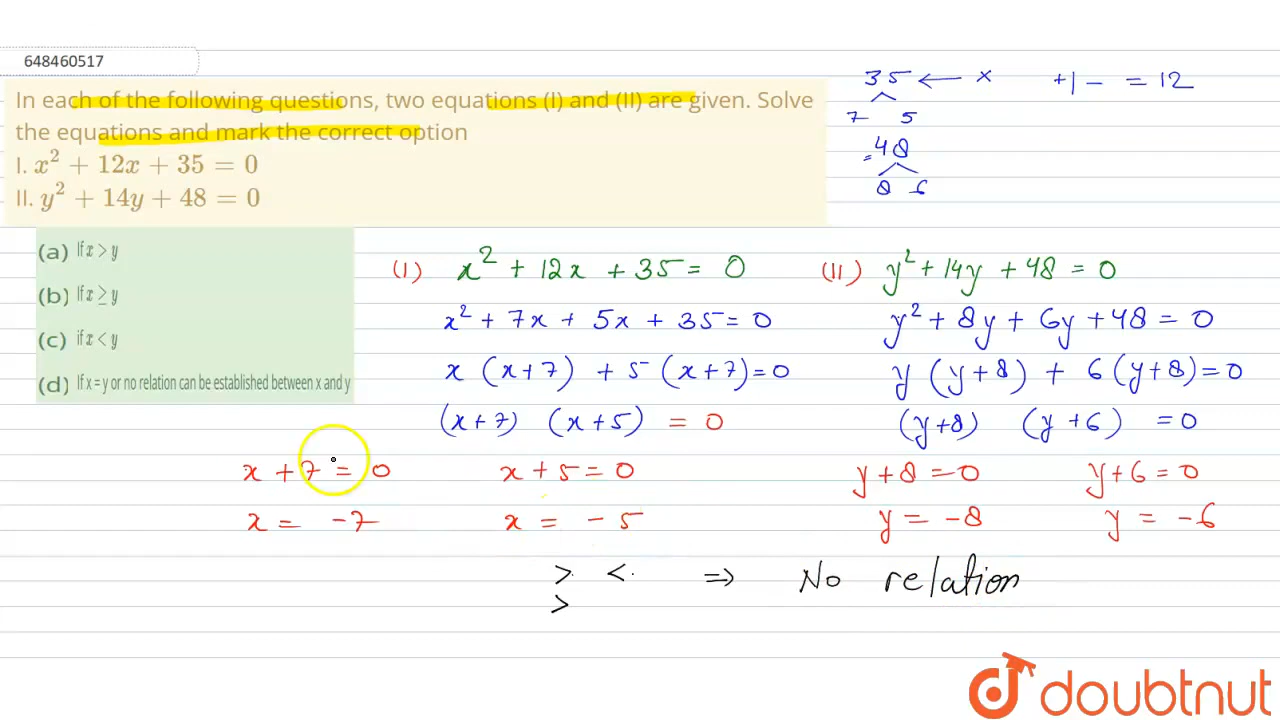 648460517
In each of the following questions, two equations (I) and (II) are given. Solve
the equations and mark the correct option
I. x² + 12x + 35 = 0
II. y² + 14y + 48 = 0
(a) If x > y
(b) If x ≥ y
(c) if x < y
(d) If x = y or no relation can be established between x and y
35 ← x +1 - = 12
7 5
= 48
8 6
(I) x² + 12x + 35 = 0
x² + 7x + 5x + 35 = 0
x (x+7) + 5 (x+7) = 0
(x+7) (x+5) = 0
x + 7 = 0 x + 5 = 0
x = -7 x = -5
(II) y² + 14y + 48 = 0
y² + 8y + 6y + 48 = 0
y (y+8) + 6 (y+8) = 0
(y+8) (y+6) = 0
y + 8 = 0 y + 6 = 0
y = -8 y = -6
> < ⇒ No relation
>
doubtnut